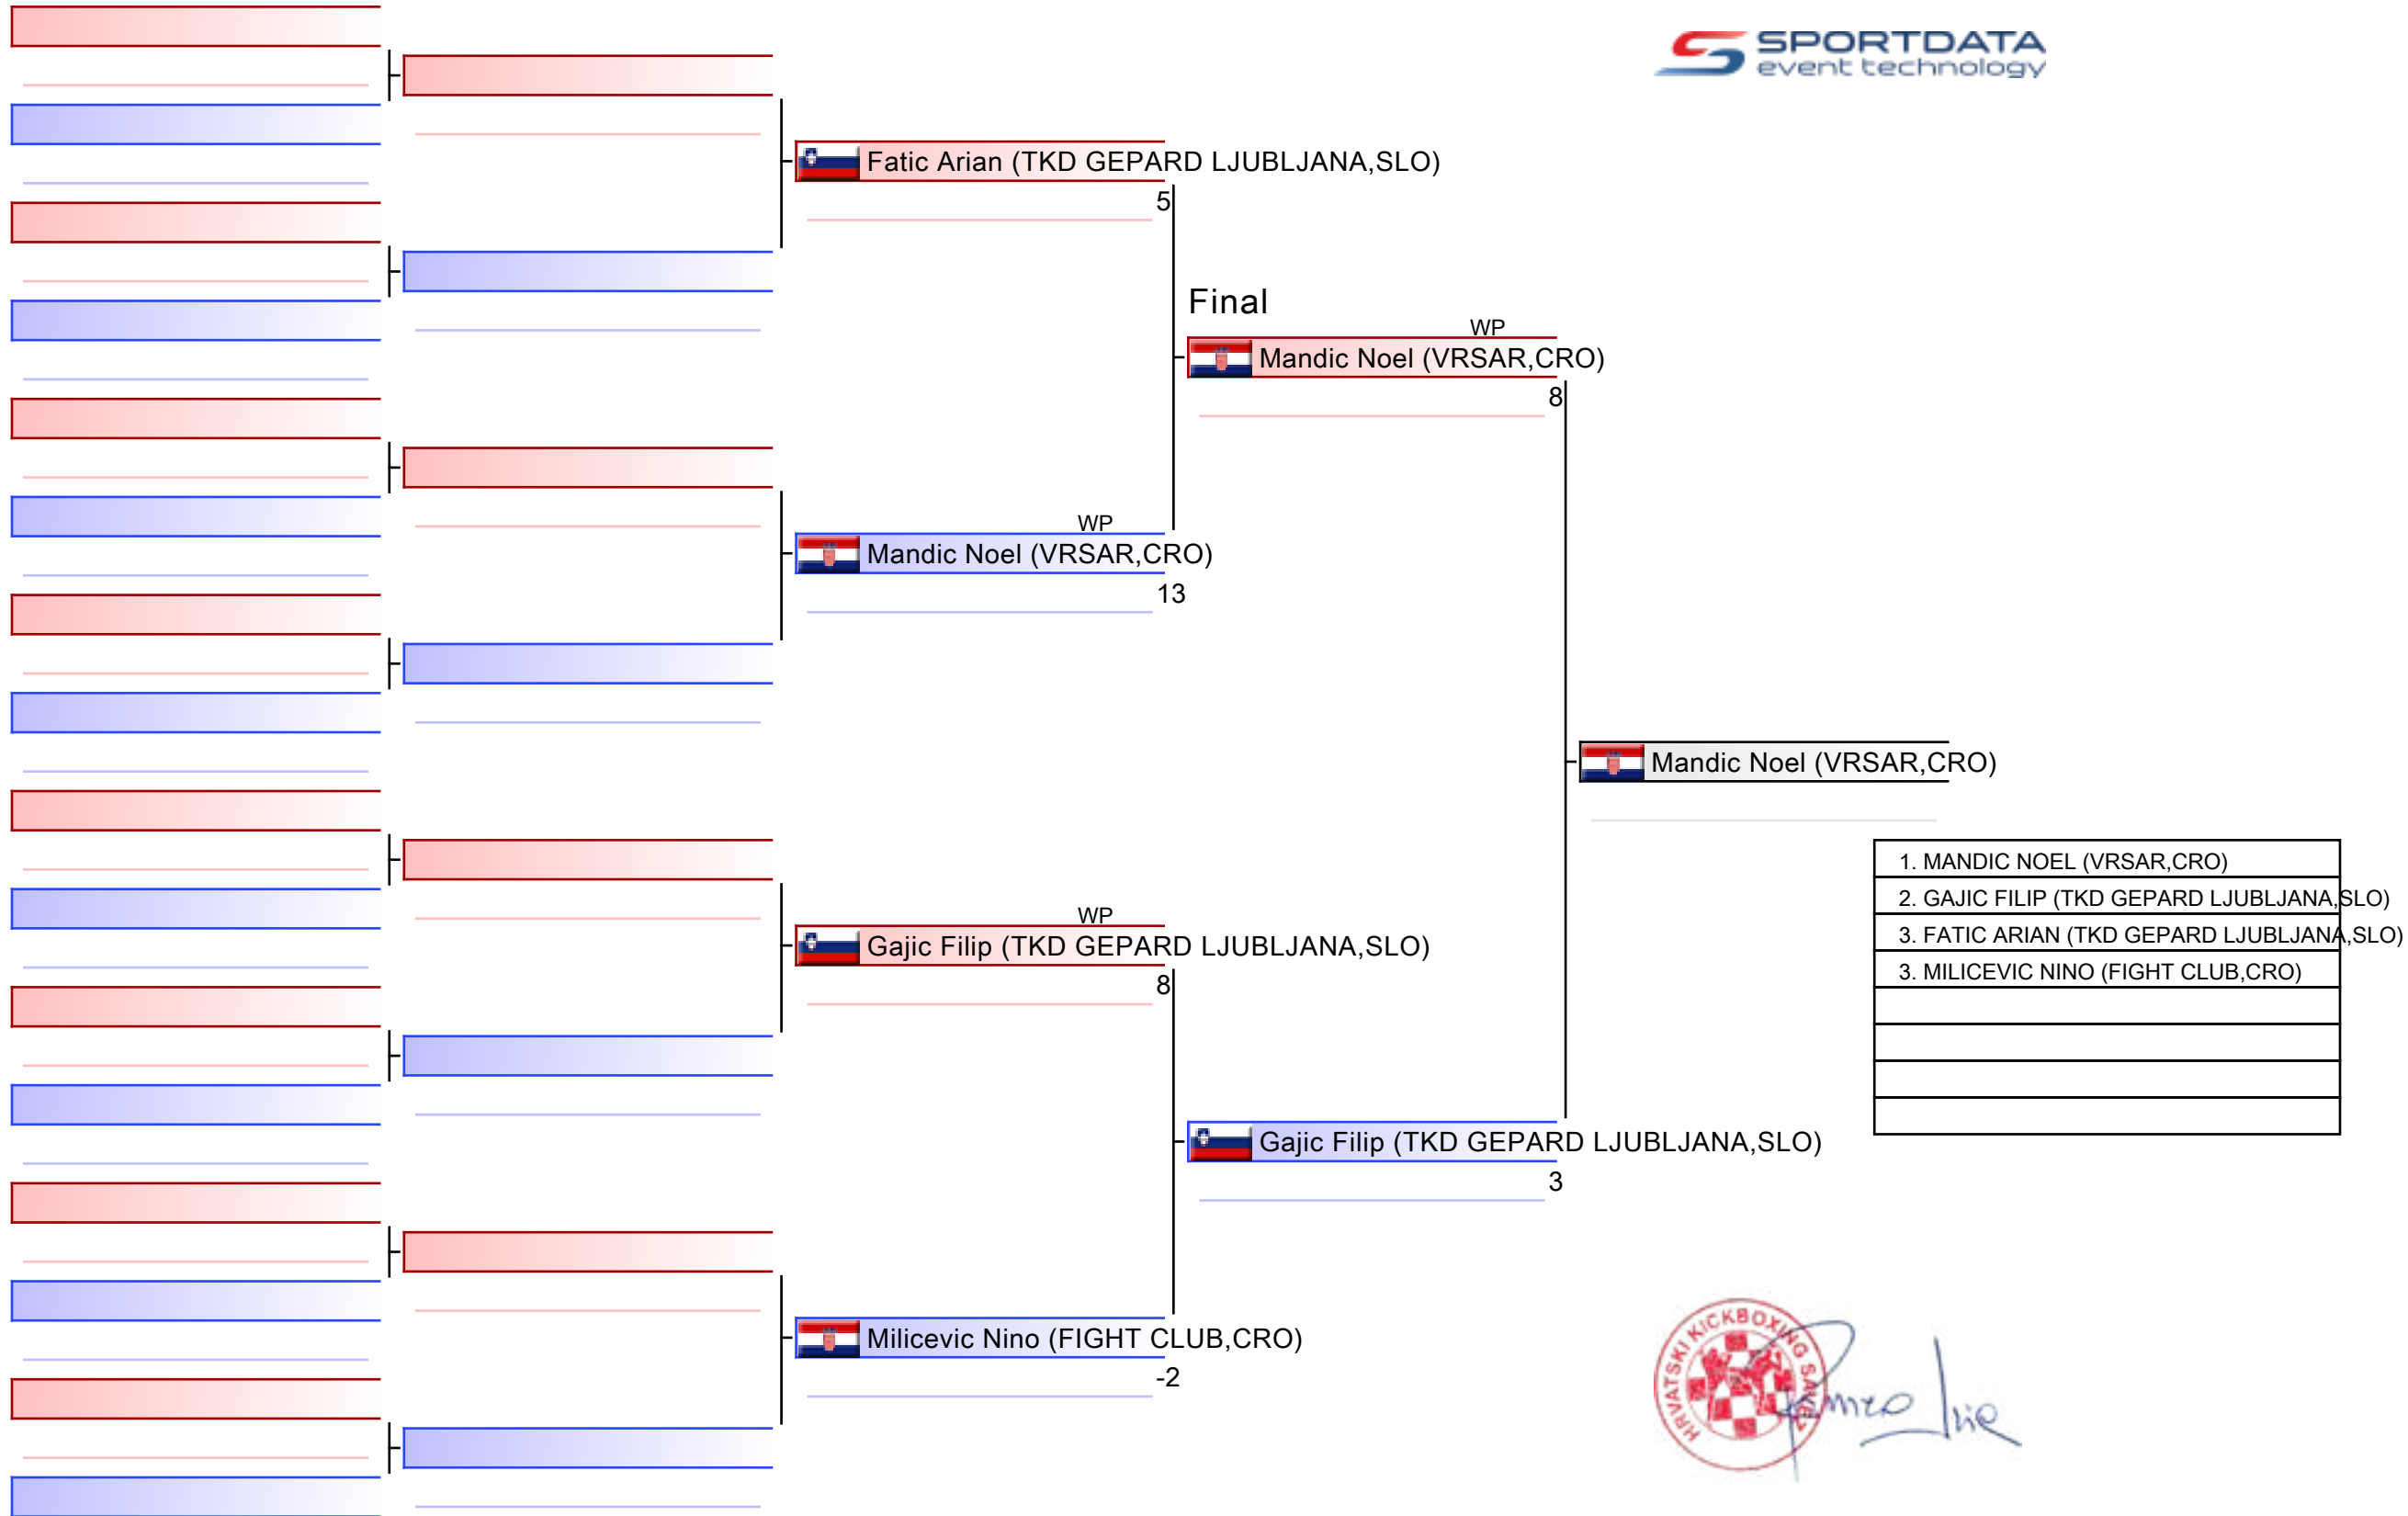 SPORTDATA
event technology
Fatic Arian (TKD GEPARD LJUBLJANA,SLO)
5
Final
WP
Mandic Noel (VRSAR,CRO)
8
WP
Mandic Noel (VRSAR,CRO)
13
Mandic Noel (VRSAR,CRO)
1. MANDIC NOEL (VRSAR,CRO)
2. GAJIC FILIP (TKD GEPARD LJUBLJANA,SLO)
3. FATIC ARIAN (TKD GEPARD LJUBLJANA,SLO)
3. MILICEVIC NINO (FIGHT CLUB,CRO)
WP
Gajic Filip (TKD GEPARD LJUBLJANA,SLO)
8
Gajic Filip (TKD GEPARD LJUBLJANA,SLO)
3
Milicevic Nino (FIGHT CLUB,CRO)
-2
HRVATSKI KICKBOXING SAVEZ